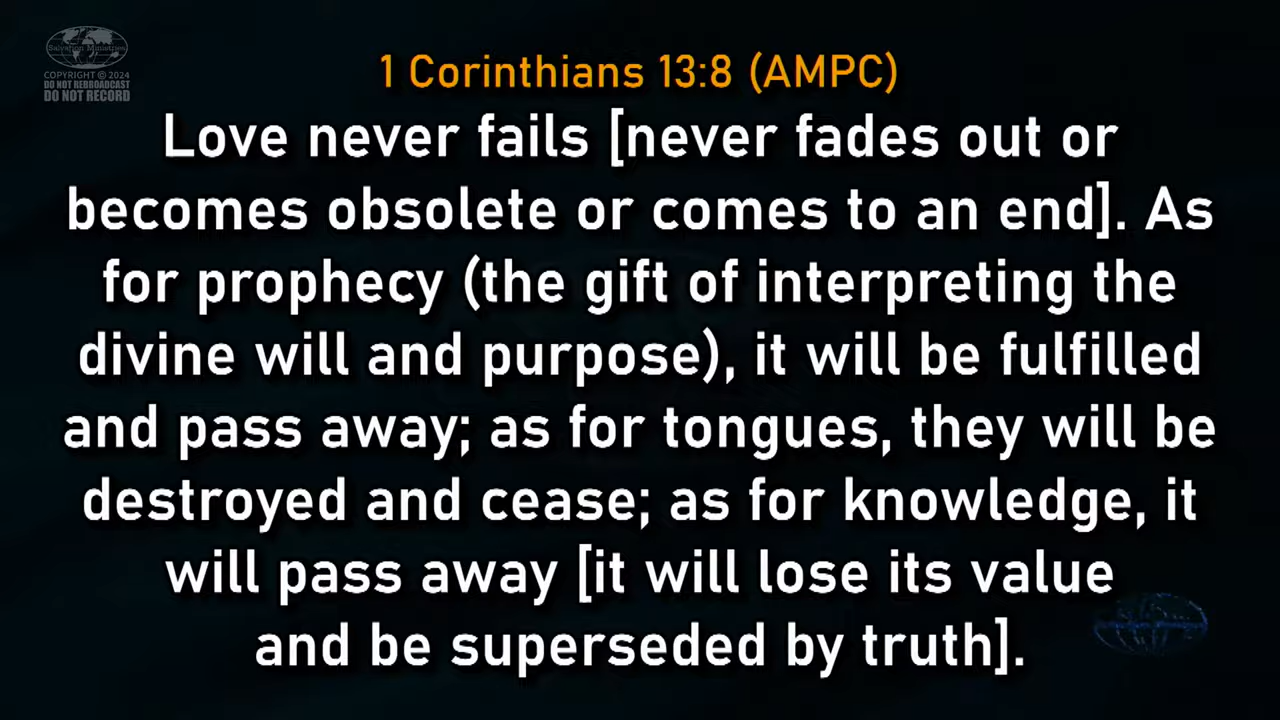 Salvation Ministries
COPYRIGHT © 2024
DO NOT REBROADCAST
DO NOT RECORD
1 Corinthians 13:8 (AMPC)
Love never fails [never fades out or
becomes obsolete or comes to an end]. As
for prophecy (the gift of interpreting the
divine will and purpose), it will be fulfilled
and pass away; as for tongues, they will be
destroyed and cease; as for knowledge, it
will pass away [it will lose its value
and be superseded by truth].